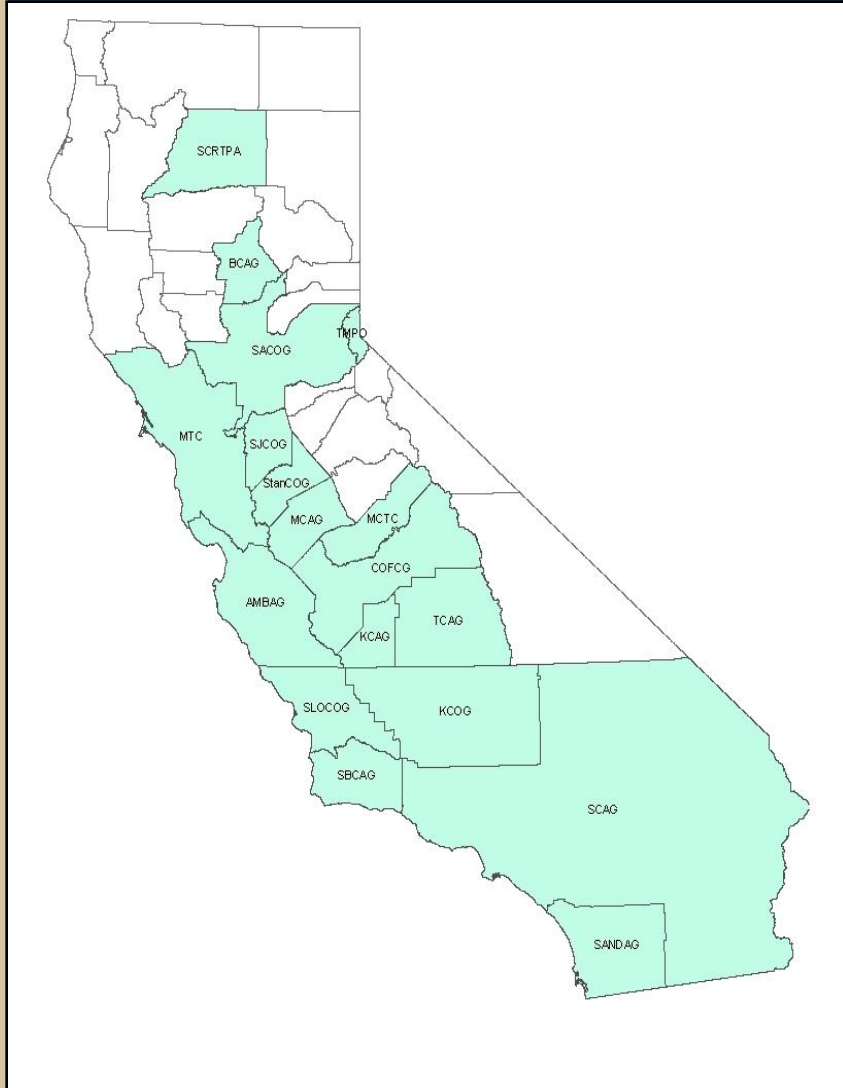 SCRTPA
BCAG
TMPO
SACOG
MTC
SJCOG
StanCOG
MCAG
MCTC
COFCG
AMBAG
TCAG
KCAG
SLOCOG
KCOG
SBCAG
SCAG
SANDAG